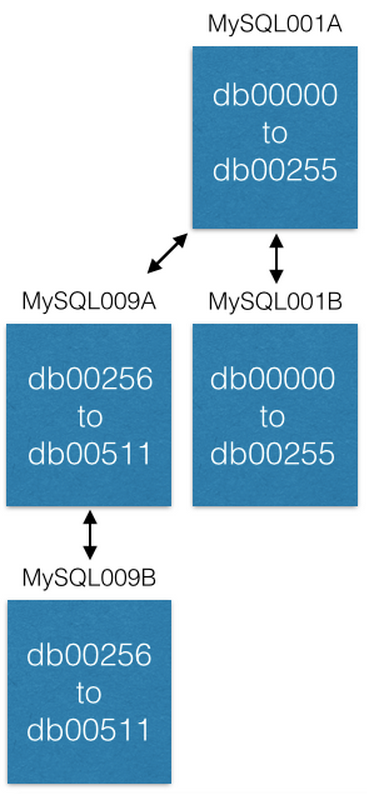 MySQL001A
db00000
to
db00255
MySQL009A
MySQL001B
db00256
to
db00511
db00000
to
db00255
MySQL009B
db00256
to
db00511